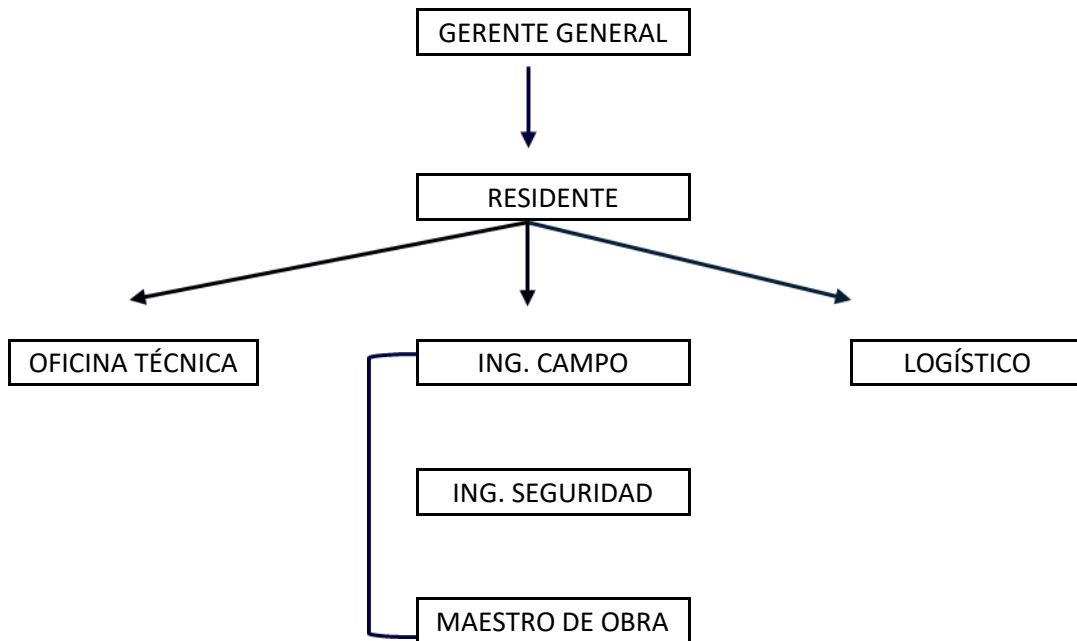 GERENTE GENERAL
RESIDENTE
OFICINA TÉCNICA
ING. CAMPO
LOGÍSTICO
ING. SEGURIDAD
MAESTRO DE OBRA